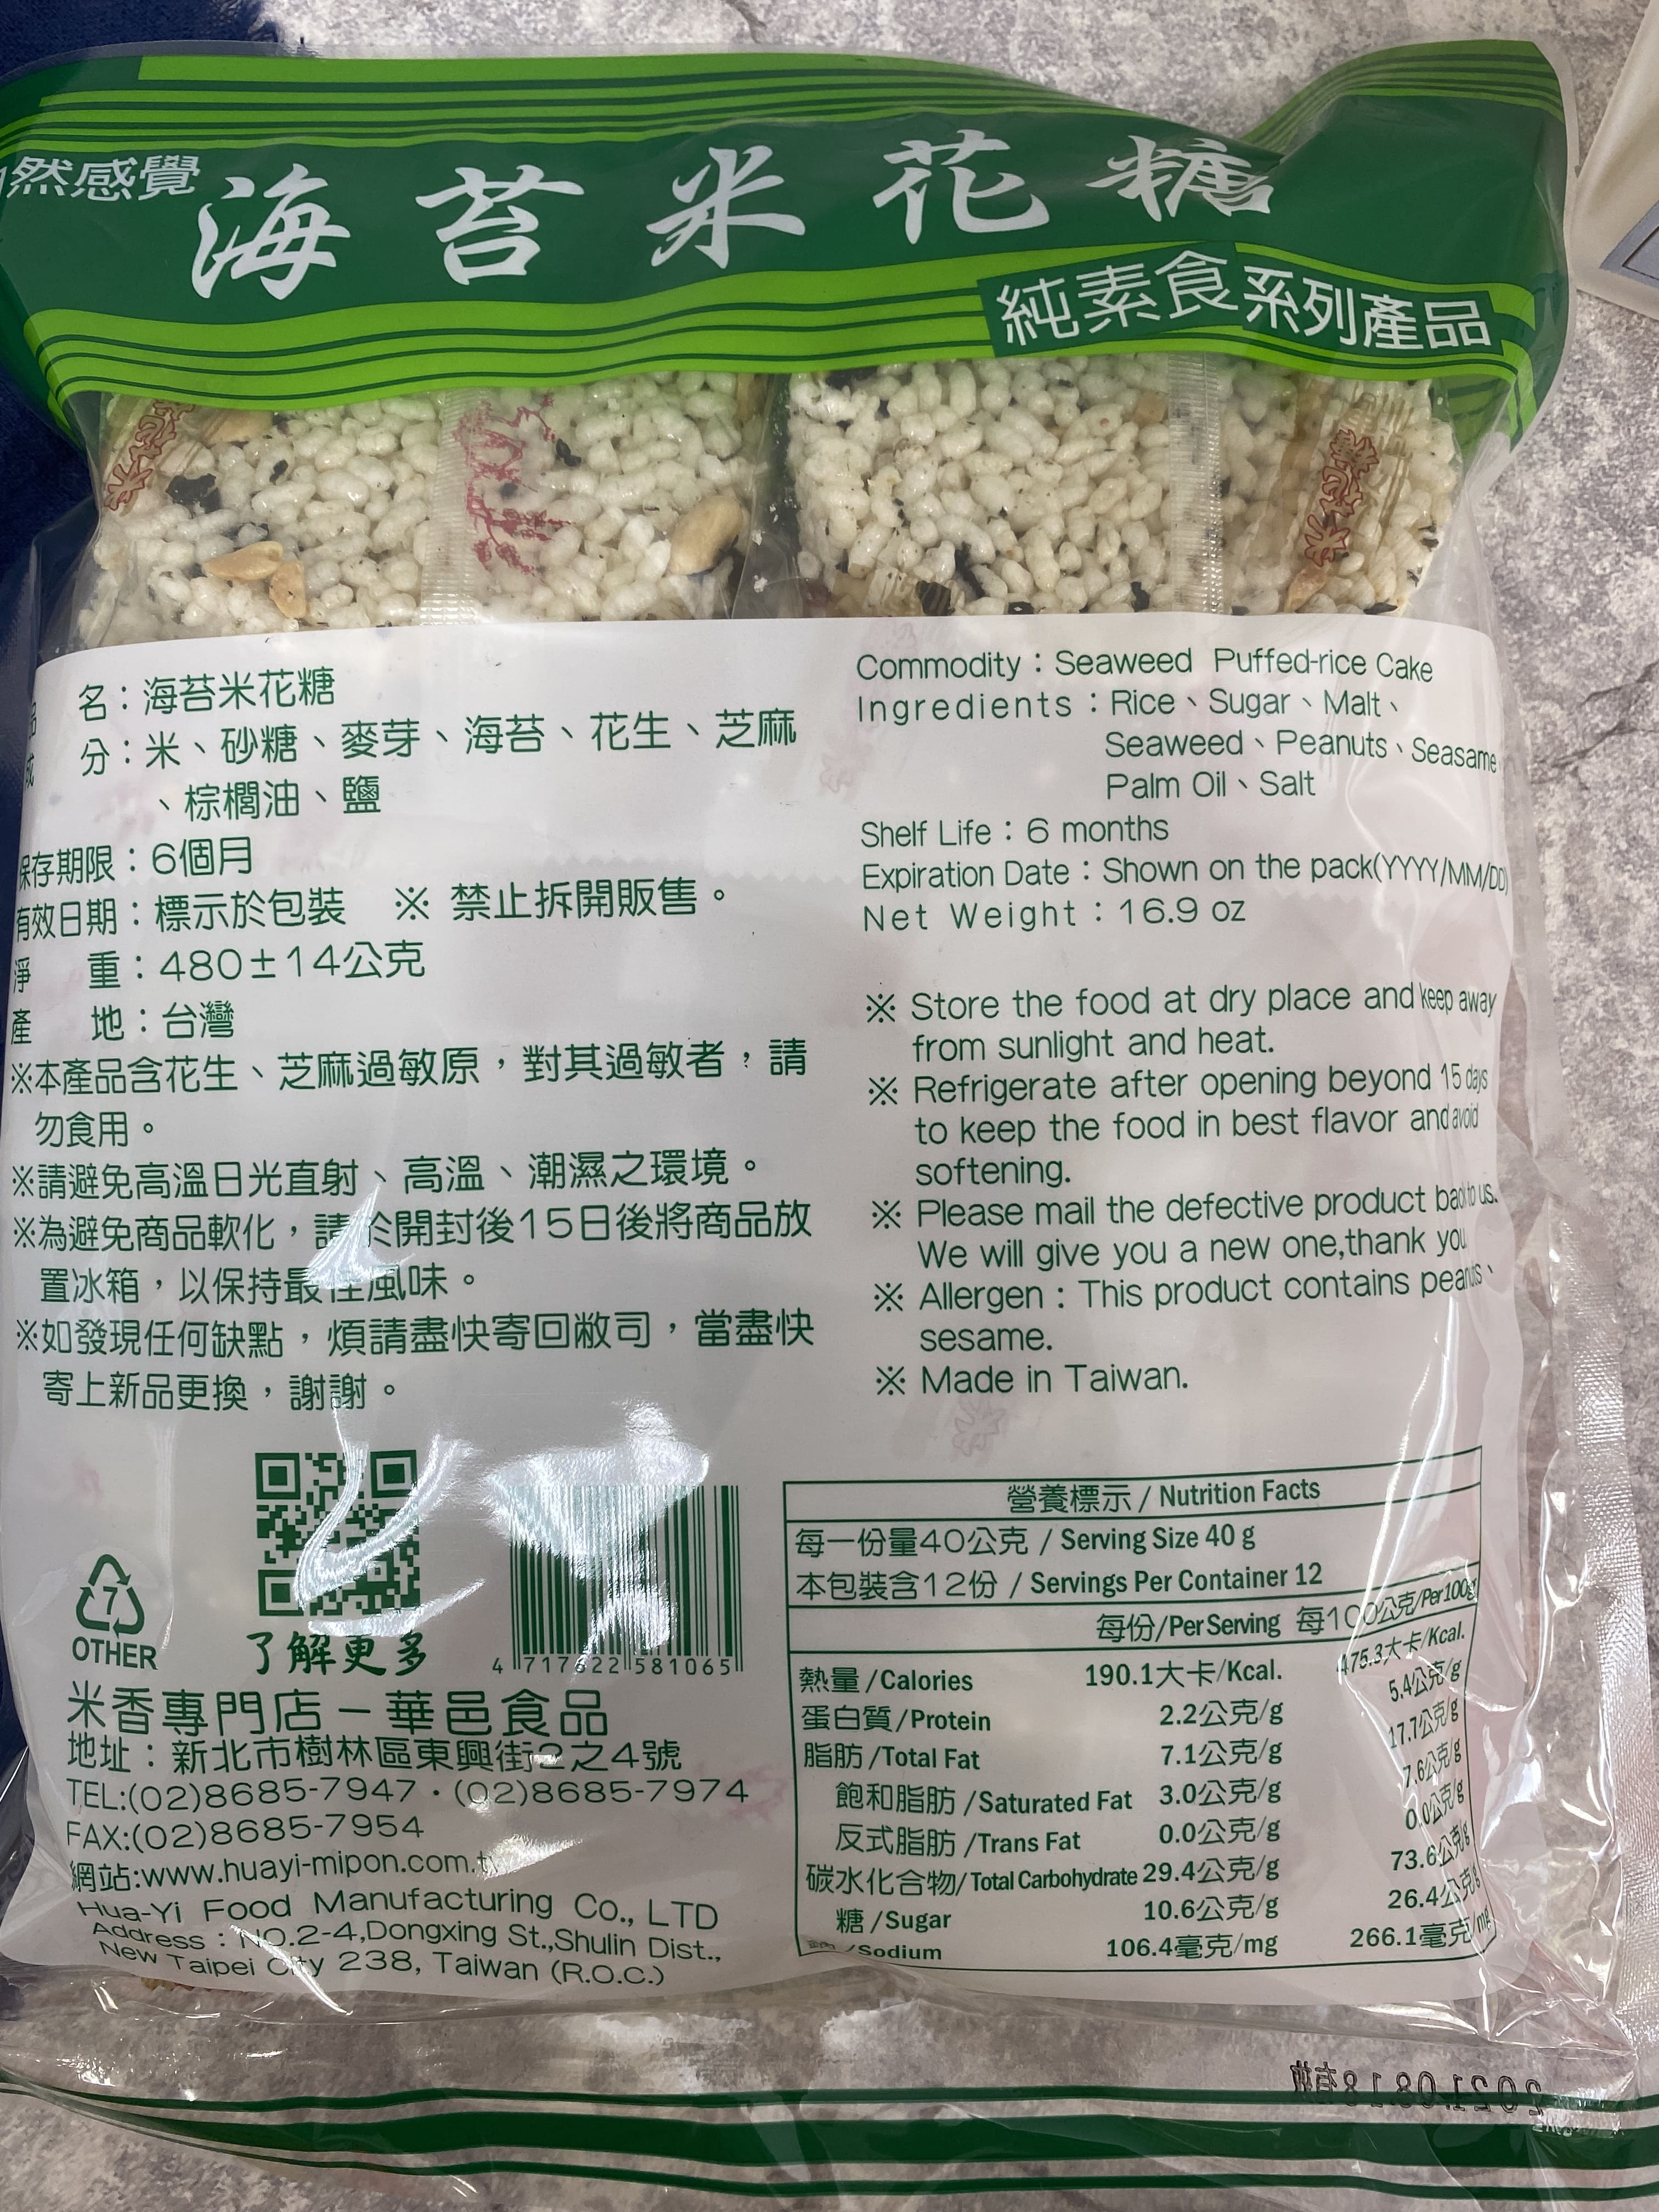 然感覺
海苔米花糖
純素食系列產品
名：海苔米花糖
分：米、砂糖、麥芽、海苔、花生、芝麻
、棕櫚油、鹽
保存期限：6個月
有效日期：標示於包裝 ※ 禁止拆開販售。
淨 重：480±14公克
產 地：台灣
※本產品含花生、芝麻過敏原，對其過敏者，請
勿食用。
※請避免高溫日光直射、高溫、潮濕之環境。
※為避免商品軟化，請於開封後15日後將商品放
置冰箱，以保持最佳風味。
※如發現任何缺點，煩請盡快寄回敝司，當盡快
寄上新品更換，謝謝。
Commodity：Seaweed Puffed-rice Cake
Ingredients：Rice、Sugar、Malt、
Seaweed、Peanuts、Seasame
Palm Oil、Salt
Shelf Life：6 months
Expiration Date：Shown on the pack(YYYY/MM/DD)
Net Weight：16.9 oz
※ Store the food at dry place and keep away
from sunlight and heat.
※ Refrigerate after opening beyond 15 days
to keep the food in best flavor and avoid
softening.
※ Please mail the defective product back to us.
We will give you a new one,thank you.
※ Allergen：This product contains peanuts、
sesame.
※ Made in Taiwan.
7
OTHER
了解更多
4 717622 581065
米香專門店－華邑食品
地址：新北市樹林區東興街2之4號
TEL:(02)8685-7947・(02)8685-7974
FAX:(02)8685-7954
網站:www.huayi-mipon.com.t
Hua-Yi Food Manufacturing Co., LTD
Address：NO.2-4,Dongxing St.,Shulin Dist.,
New Taipei City 238, Taiwan (R.O.C.)
營養標示 / Nutrition Facts
每一份量40公克 / Serving Size 40 g
本包裝含12份 / Servings Per Container 12
每份/Per Serving 每100公克/Per100g
熱量/Calories 190.1大卡/Kcal. 475.3大卡/Kcal.
蛋白質/Protein 2.2公克/g 5.4公克/g
脂肪/Total Fat 7.1公克/g 17.7公克/g
飽和脂肪/Saturated Fat 3.0公克/g 7.6公克/g
反式脂肪/Trans Fat 0.0公克/g 0.0公克/g
碳水化合物/Total Carbohydrate 29.4公克/g 73.6公克/g
糖/Sugar 10.6公克/g 26.4公克/g
鈉/Sodium 106.4毫克/mg 266.1毫克/mg
2021.08.18有效